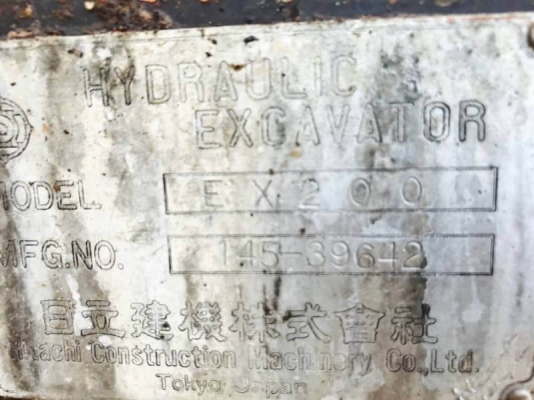 HYDRAULIC
EXCAVATOR
MODEL EX200
MFG.NO. 145-39642
日立建機株式會社
Hitachi Construction Machinery Co.,Ltd.
Tokyo Japan